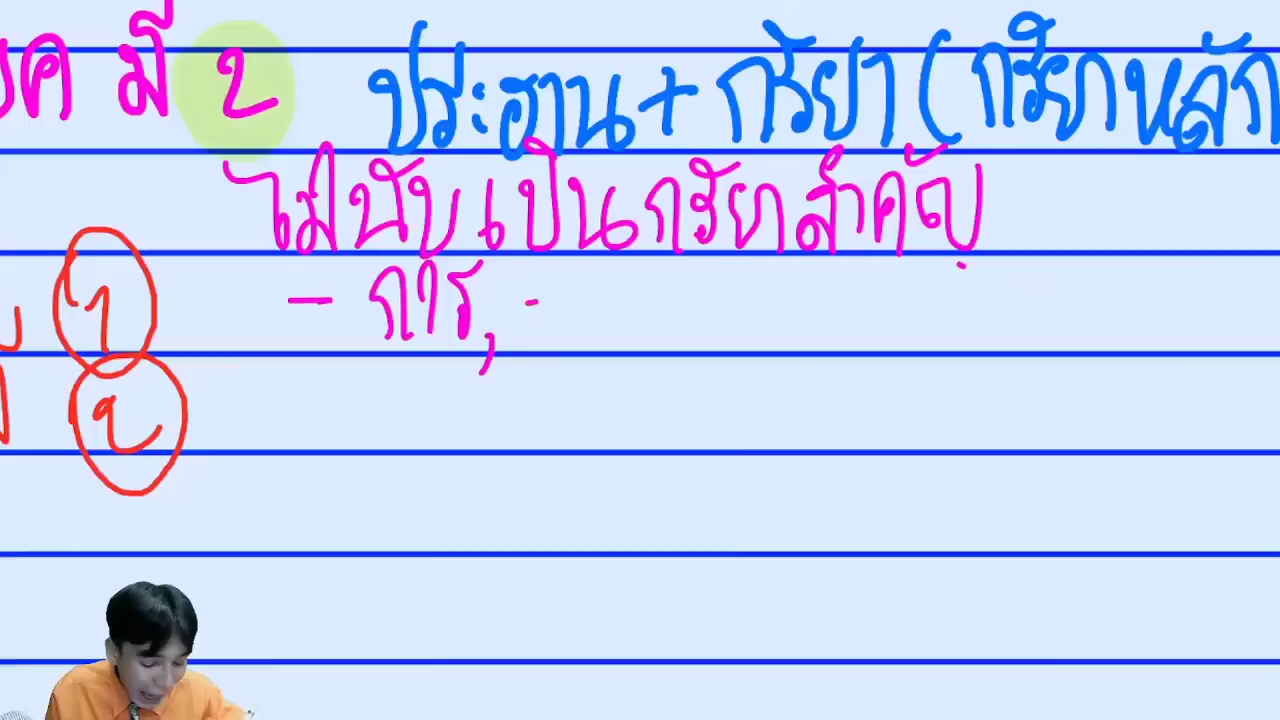 มี 2 ประธาน + กริยา (กริยาหลัก
ไม่นับเป็นกริยาสำคัญ
- การ, -
1
2